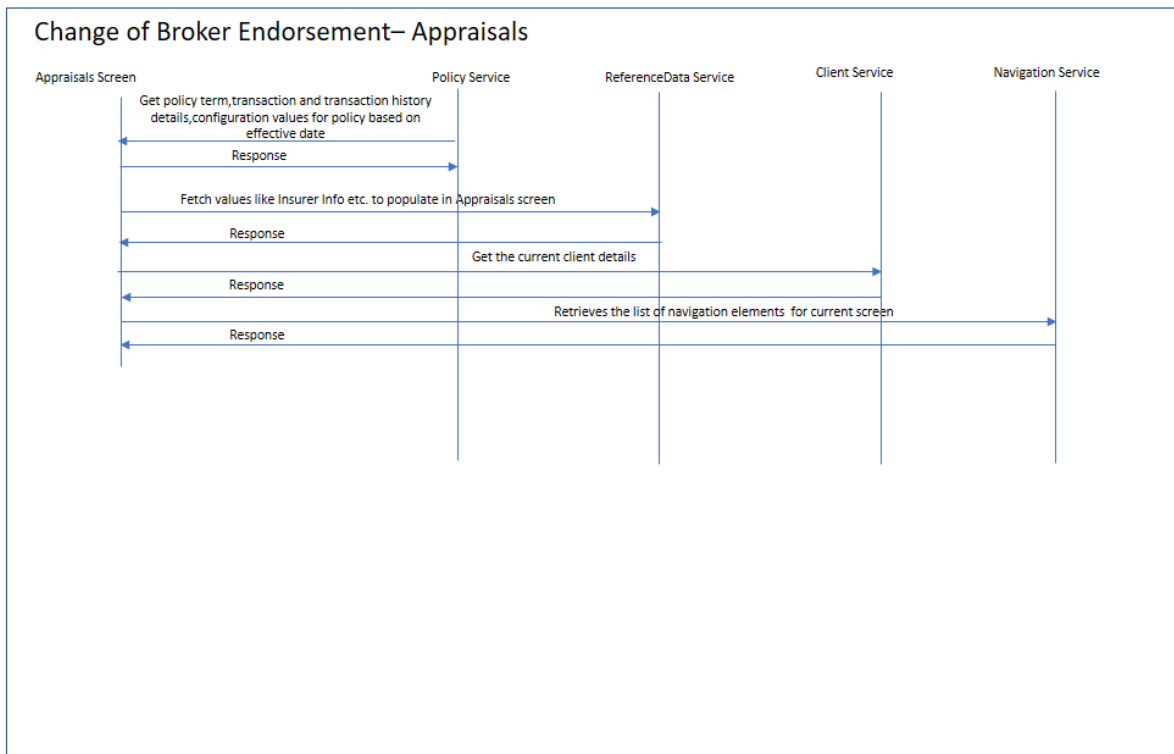 Change of Broker Endorsement– Appraisals
Appraisals Screen
Policy Service
ReferenceData Service
Client Service
Navigation Service
Get policy term,transaction and transaction history
details,configuration values for policy based on
effective date
Response
Fetch values like Insurer Info etc. to populate in Appraisals screen
Response
Get the current client details
Response
Retrieves the list of navigation elements for current screen
Response